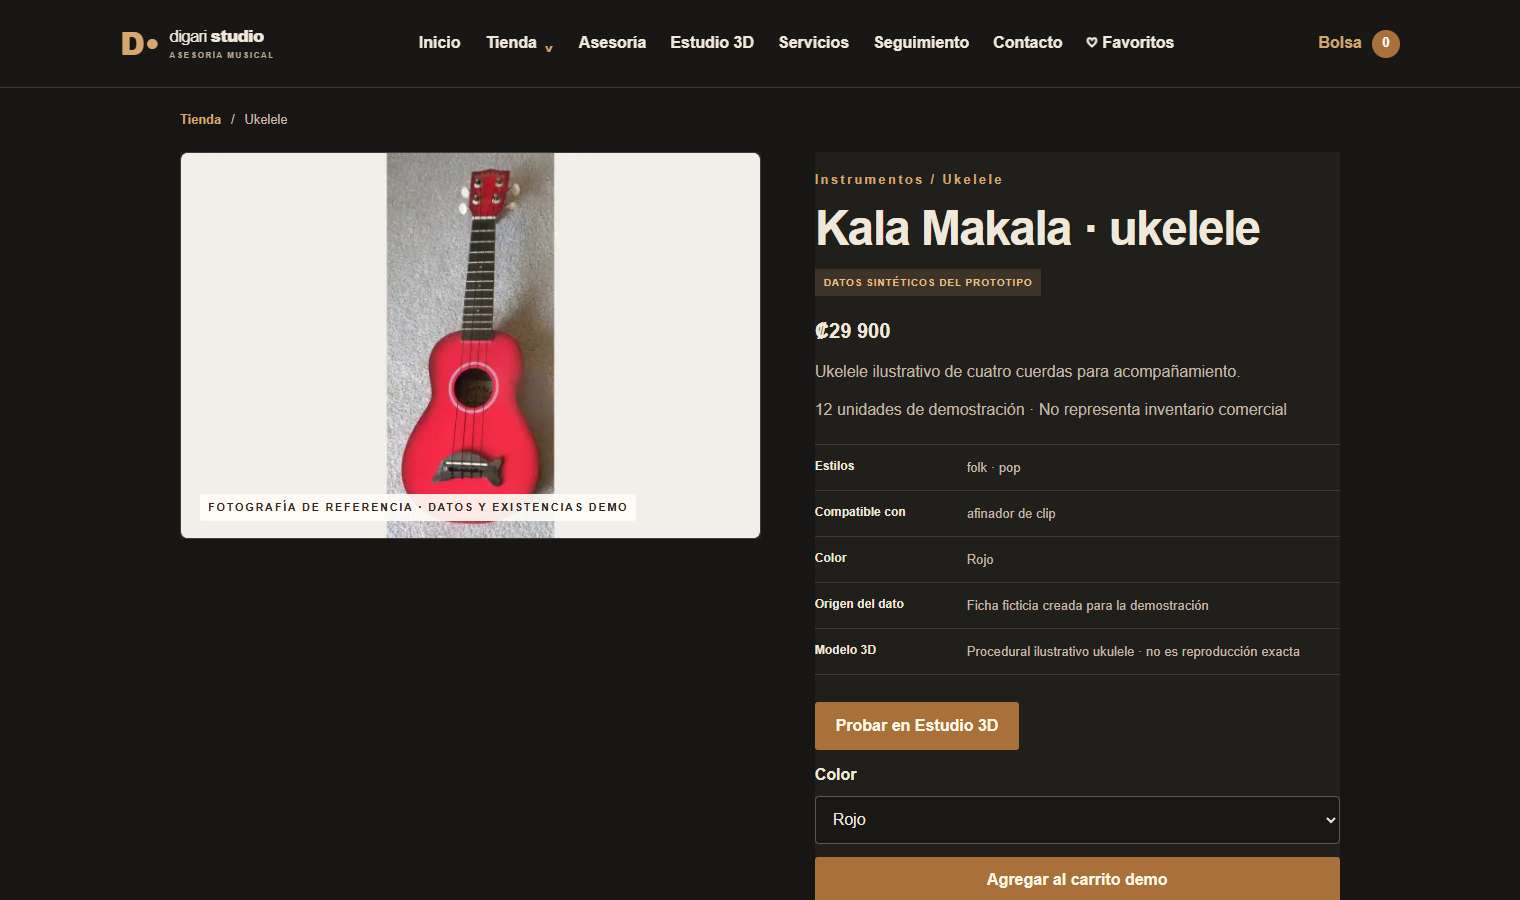 D• digari studio
ASESORÍA MUSICAL
Inicio Tienda v Asesoría Estudio 3D Servicios Seguimiento Contacto ♡ Favoritos
Bolsa 0
Tienda / Ukelele
FOTOGRAFÍA DE REFERENCIA · DATOS Y EXISTENCIAS DEMO
Instrumentos / Ukelele
Kala Makala · ukelele
DATOS SINTÉTICOS DEL PROTOTIPO
₡29 900
Ukelele ilustrativo de cuatro cuerdas para acompañamiento.
12 unidades de demostración · No representa inventario comercial
Estilos folk · pop
Compatible con afinador de clip
Color Rojo
Origen del dato Ficha ficticia creada para la demostración
Modelo 3D Procedural ilustrativo ukulele · no es reproducción exacta
Probar en Estudio 3D
Color
Rojo
Agregar al carrito demo